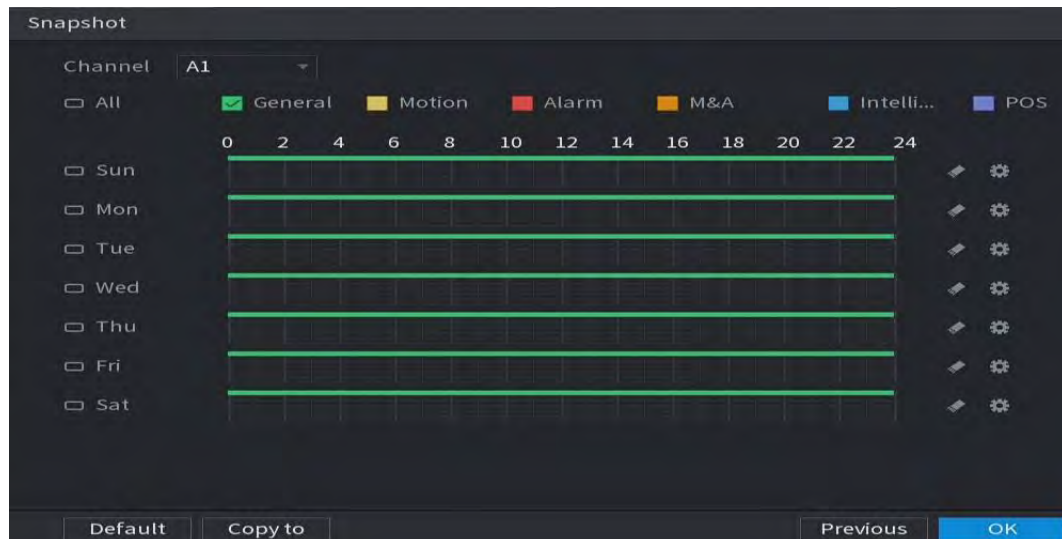 Snapshot
Channel A1
All General Motion Alarm M&A Intelli... POS
0 2 4 6 8 10 12 14 16 18 20 22 24
Sun
Mon
Tue
Wed
Thu
Fri
Sat
Default Copy to Previous OK